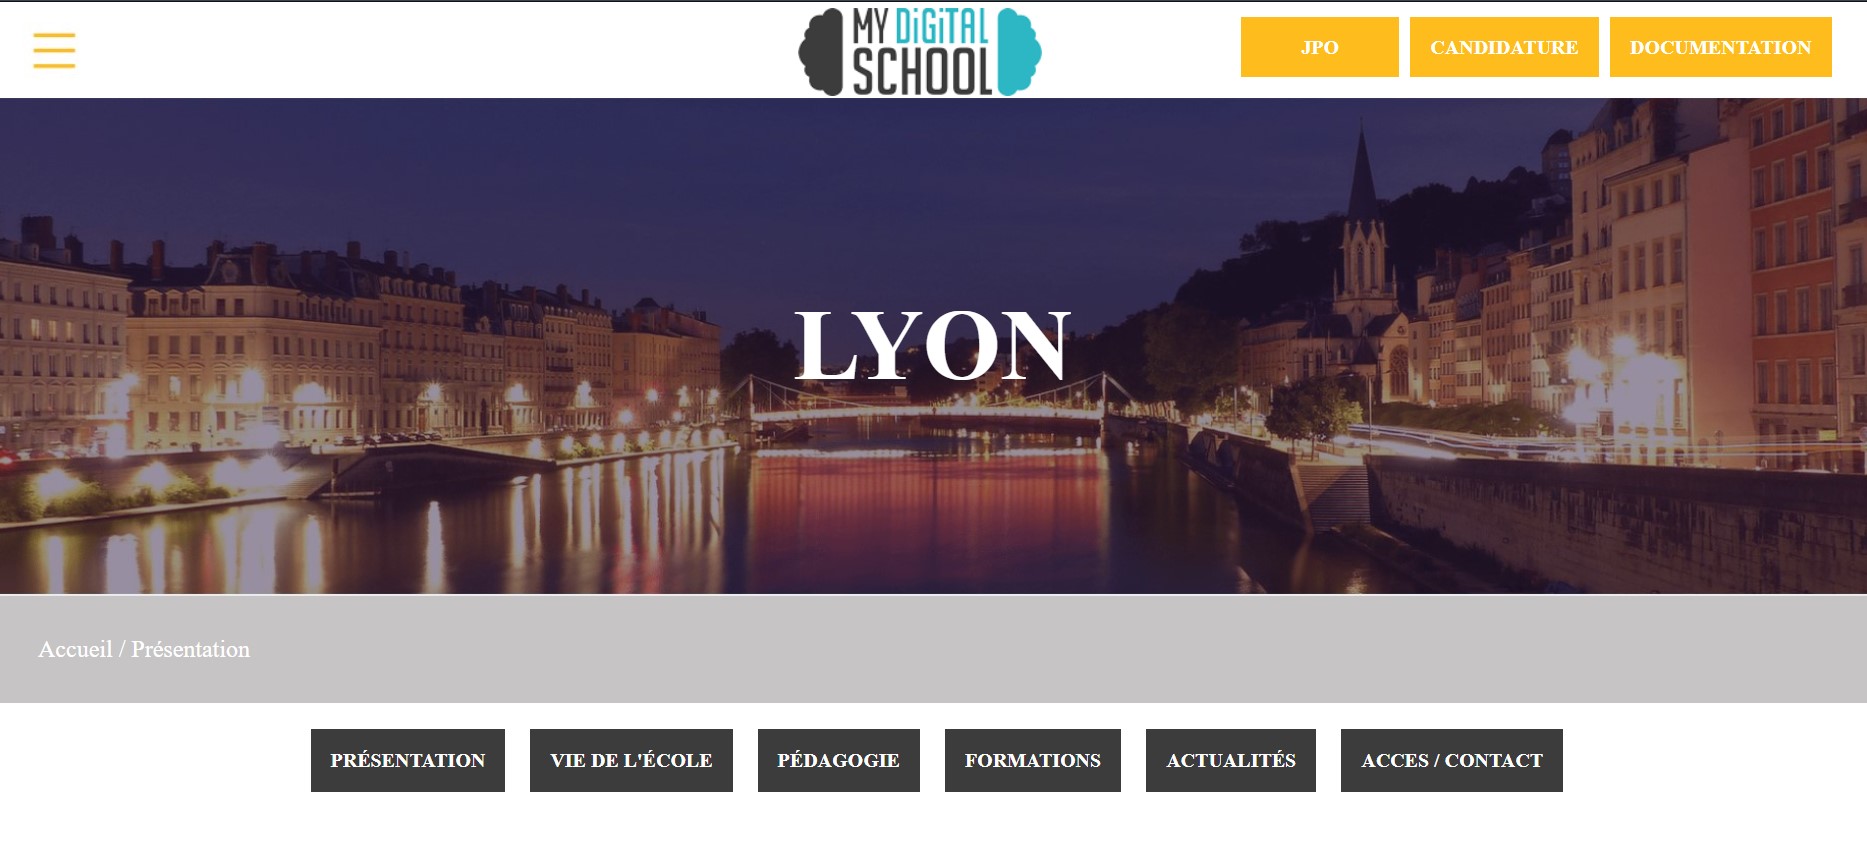 MY DiGiTAL
SCHOOL
JPO
CANDIDATURE
DOCUMENTATION
LYON
Accueil / Présentation
PRÉSENTATION
VIE DE L'ÉCOLE
PÉDAGOGIE
FORMATIONS
ACTUALITÉS
ACCES / CONTACT